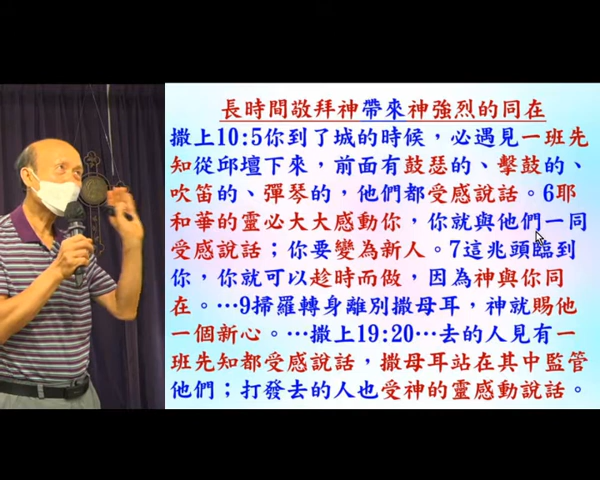 長時間敬拜神帶來神強烈的同在
撒上10:5你到了城的時候，必遇見一班先
知從邱壇下來，前面有鼓瑟的、擊鼓的、
吹笛的、彈琴的，他們都受感說話。6耶
和華的靈必大大感動你，你就與他們一同
受感說話；你要變為新人。7這兆頭臨到
你，你就可以趁時而做，因為神與你同
在。…9掃羅轉身離別撒母耳，神就賜他
一個新心。…撒上19:20…去的人見有一
班先知都受感說話，撒母耳站在其中監管
他們；打發去的人也受神的靈感動說話。